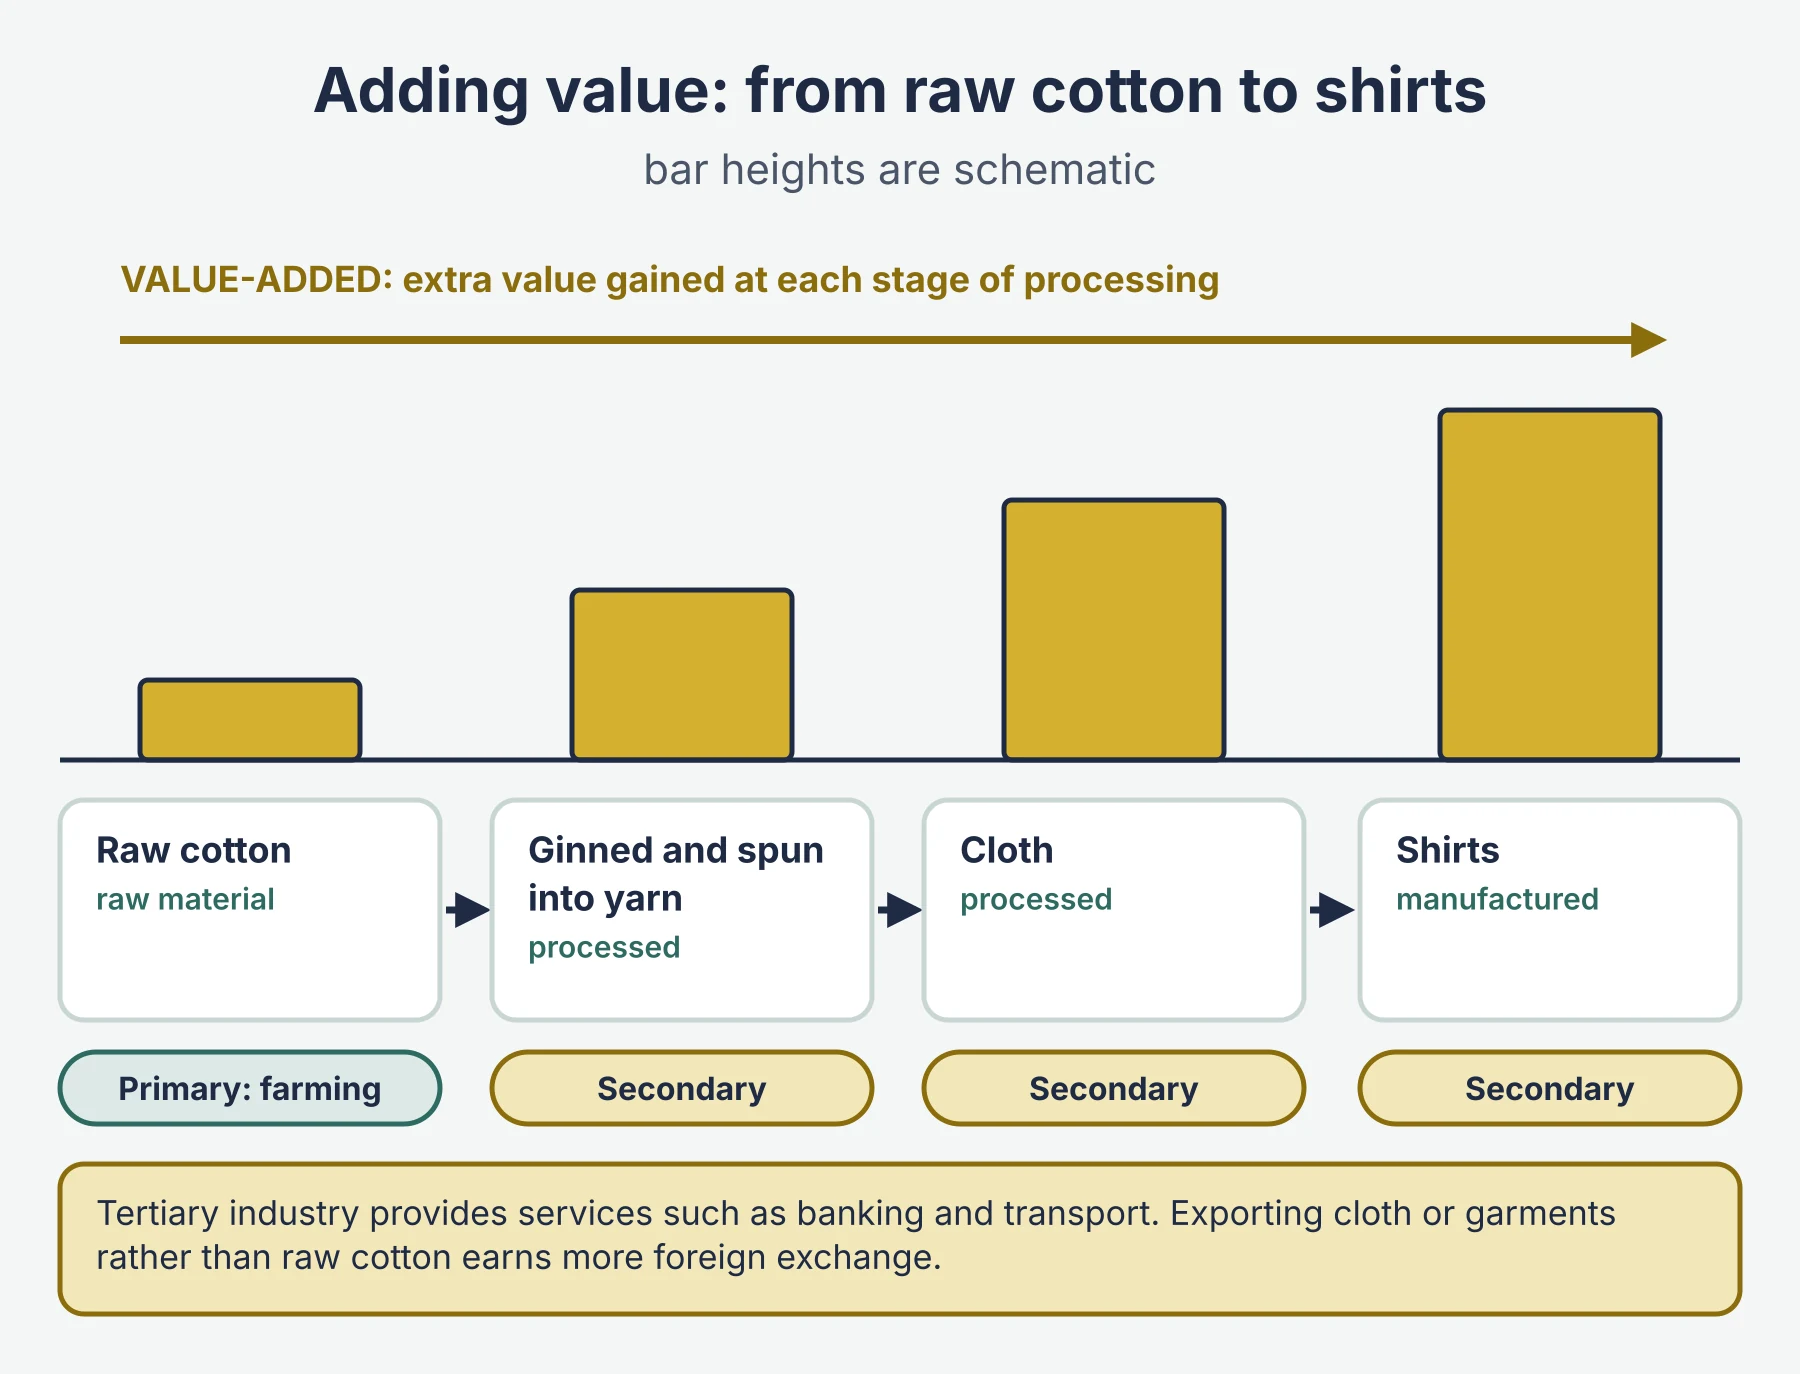 Adding value: from raw cotton to shirts
bar heights are schematic
VALUE-ADDED: extra value gained at each stage of processing
Raw cotton
raw material
Ginned and spun
into yarn
processed
Cloth
processed
Shirts
manufactured
Primary: farming
Secondary
Secondary
Secondary
Tertiary industry provides services such as banking and transport. Exporting cloth or garments
rather than raw cotton earns more foreign exchange.